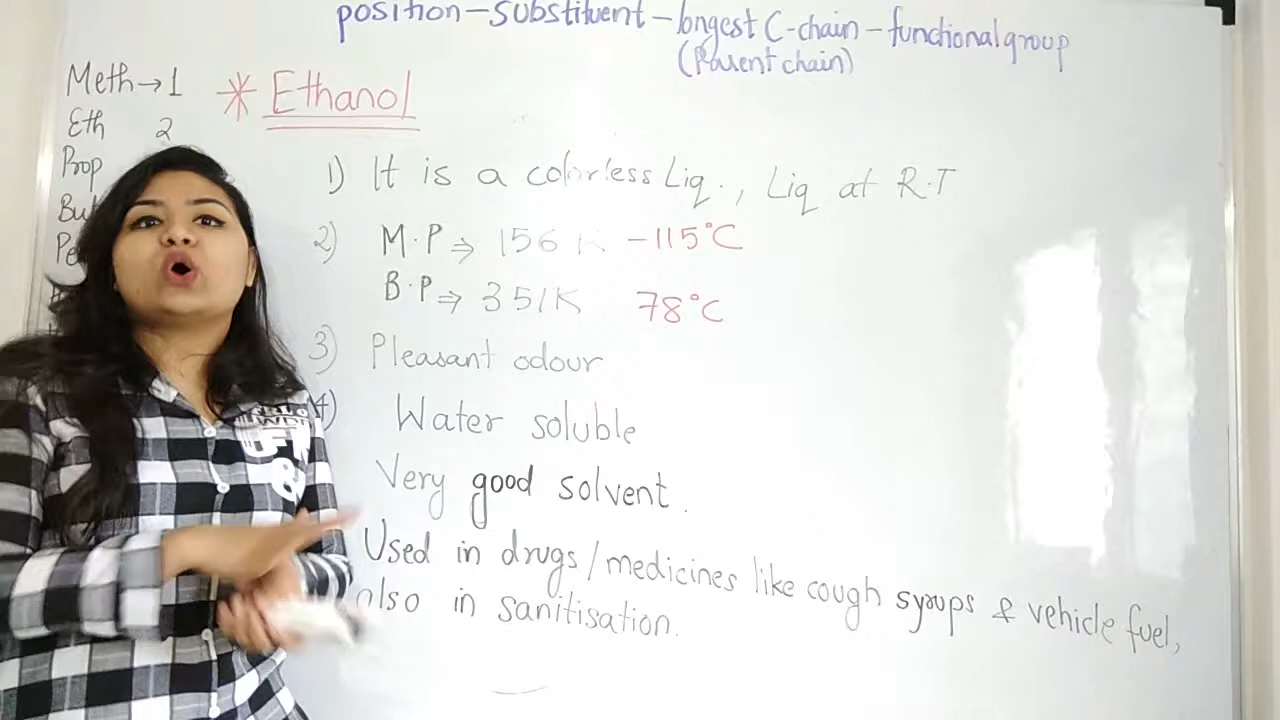 position - substituent - longest C-chain - functional group
(Parent chain)
Meth → 1
Eth 2
Prop
* Ethanol
1) It is a colorless Liq., Liq at R.T
2) M.P ⇒ 156 K -115°C
B.P ⇒ 351K 78°C
3) Pleasant odour
4) Water soluble
Very good solvent.
Used in drugs/medicines like cough syrups & vehicle fuel,
also in sanitisation.